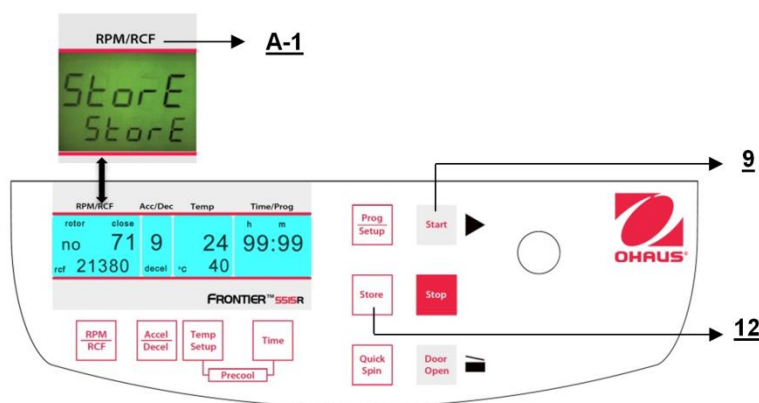 RPM/RCF
A-1
StorE
StorE
9
RPM/RCF Acc/Dec Temp Time/Prog
rotor close h m
no 71 9 24 99:99
rcf 21380 decel °C 40
FRONTIER™ 5515R
Prog
Setup
Start
OHAUS®
Store
Stop
12
RPM
RCF
Accel
Decel
Temp
Setup
Time
Precool
Quick
Spin
Door
Open